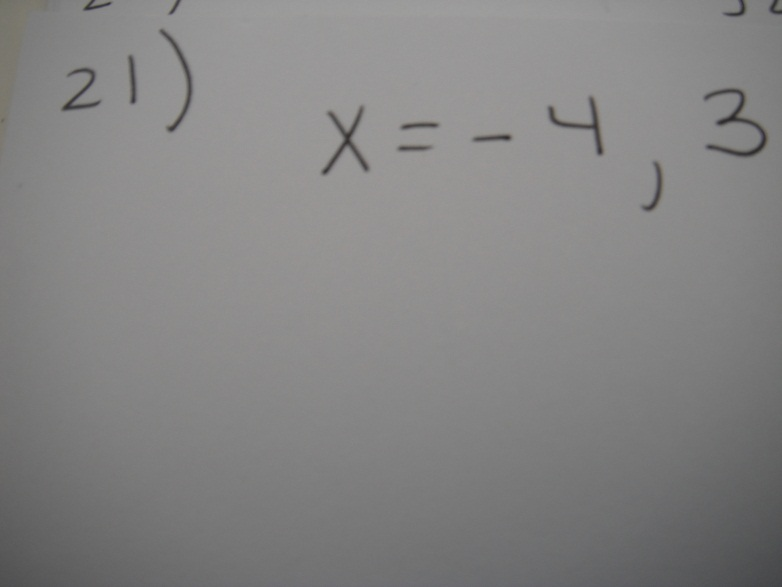 21)
x = - 4 , 3